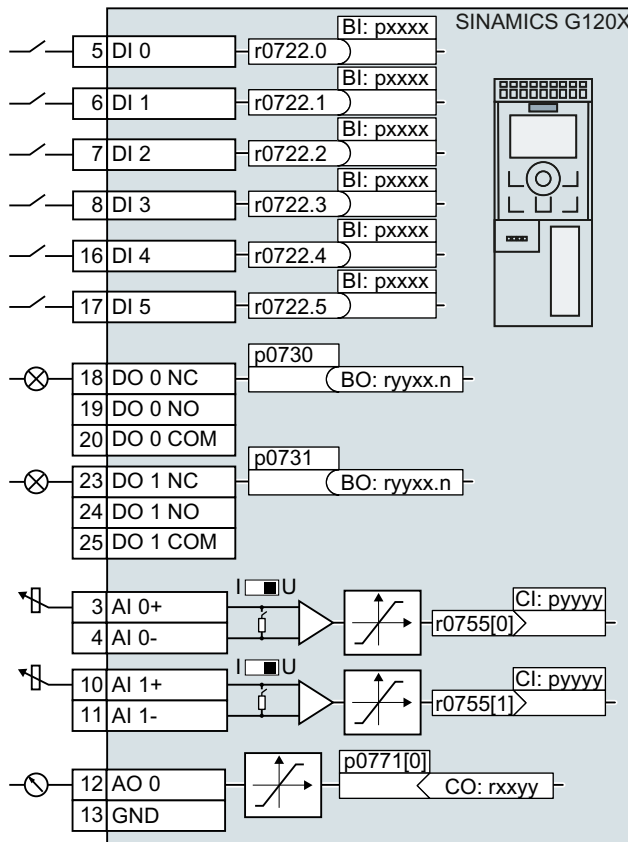 SINAMICS G120X
BI: pxxxx
5 DI 0 r0722.0
BI: pxxxx
6 DI 1 r0722.1
BI: pxxxx
7 DI 2 r0722.2
BI: pxxxx
8 DI 3 r0722.3
BI: pxxxx
16 DI 4 r0722.4
BI: pxxxx
17 DI 5 r0722.5
p0730
18 DO 0 NC BO: ryyxx.n
19 DO 0 NO
20 DO 0 COM
p0731
23 DO 1 NC BO: ryyxx.n
24 DO 1 NO
25 DO 1 COM
I U
CI: pyyyy
3 AI 0+
r0755[0]
4 AI 0-
I U
CI: pyyyy
10 AI 1+
r0755[1]
11 AI 1-
p0771[0]
12 AO 0 CO: rxxyy
13 GND